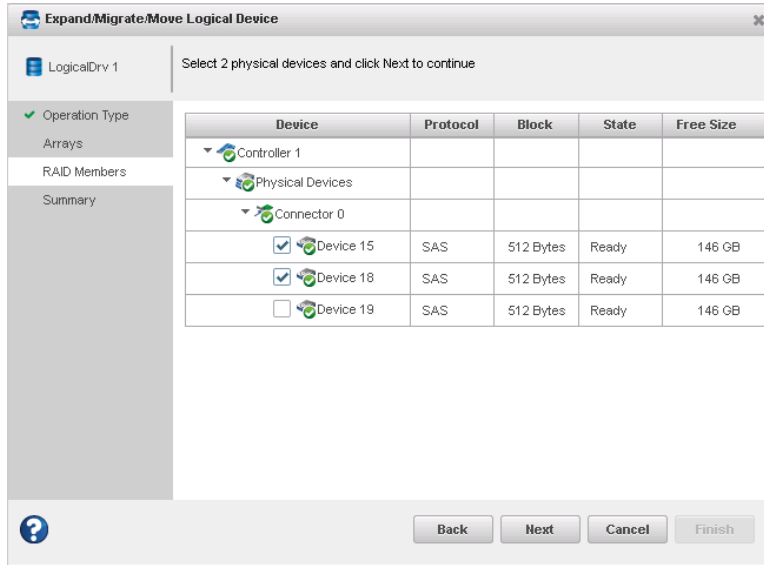 Expand/Migrate/Move Logical Device
LogicalDrv 1
Select 2 physical devices and click Next to continue
Operation Type
Arrays
RAID Members
Summary
Device Protocol Block State Free Size
Controller 1
Physical Devices
Connector 0
Device 15 SAS 512 Bytes Ready 146 GB
Device 18 SAS 512 Bytes Ready 146 GB
Device 19 SAS 512 Bytes Ready 146 GB
? Back Next Cancel Finish